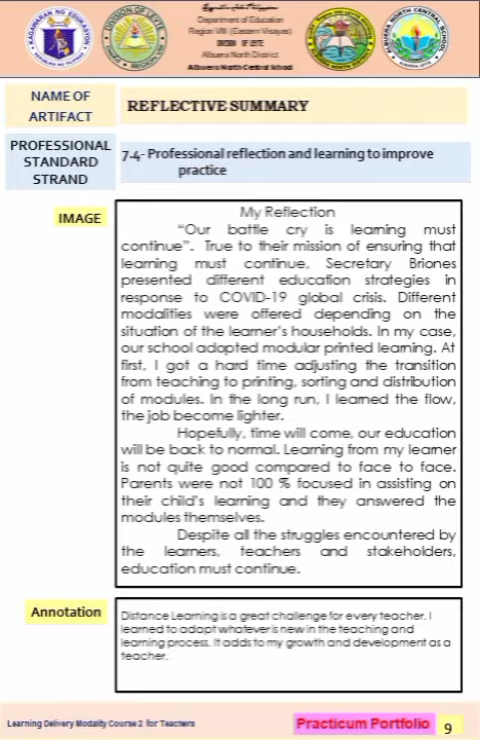 Department of Education
Region VIII (Eastern Visayas)
DIVISION OF LEYTE
Albuera North District
Albuera North Central School
NAME OF
ARTIFACT
REFLECTIVE SUMMARY
PROFESSIONAL
STANDARD
STRAND
7.4- Professional reflection and learning to improve
practice
IMAGE
My Reflection
“Our battle cry is learning must
continue”. True to their mission of ensuring that
learning must continue, Secretary Briones
presented different education strategies in
response to COVID-19 global crisis. Different
modalities were offered depending on the
situation of the learner’s households. In my case,
our school adopted modular printed learning. At
first, I got a hard time adjusting the transition
from teaching to printing, sorting and distribution
of modules. In the long run, I learned the flow,
the job become lighter.
Hopefully, time will come, our education
will be back to normal. Learning from my learner
is not quite good compared to face to face.
Parents were not 100 % focused in assisting on
their child’s learning and they answered the
modules themselves.
Despite all the struggles encountered by
the learners, teachers and stakeholders,
education must continue.
Annotation
Distance Learning is a great challenge for every teacher. I
learned to adapt whatever is new in the teaching and
learning process. It adds to my growth and development as a
teacher.
Learning Delivery Modality Course 2 for Teachers
Practicum Portfolio
9